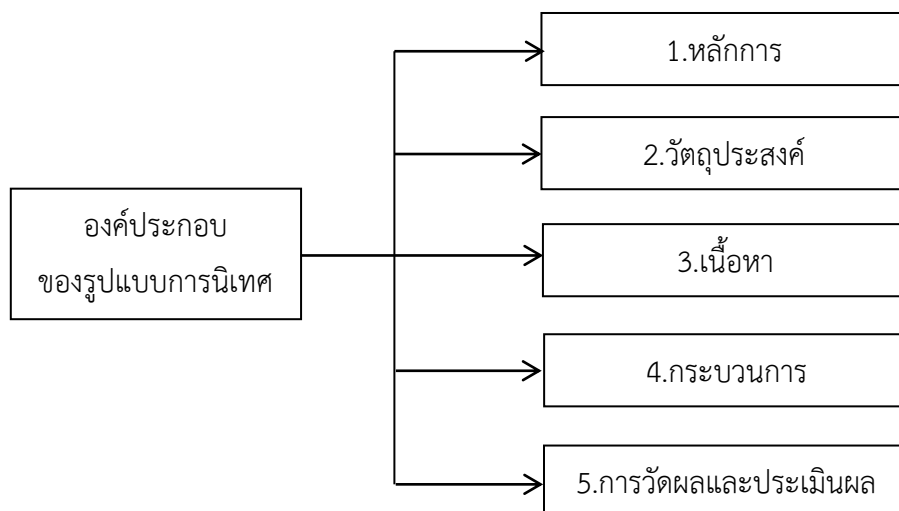 องค์ประกอบ
ของรูปแบบการนิเทศ
1.หลักการ
2.วัตถุประสงค์
3.เนื้อหา
4.กระบวนการ
5.การวัดผลและประเมินผล